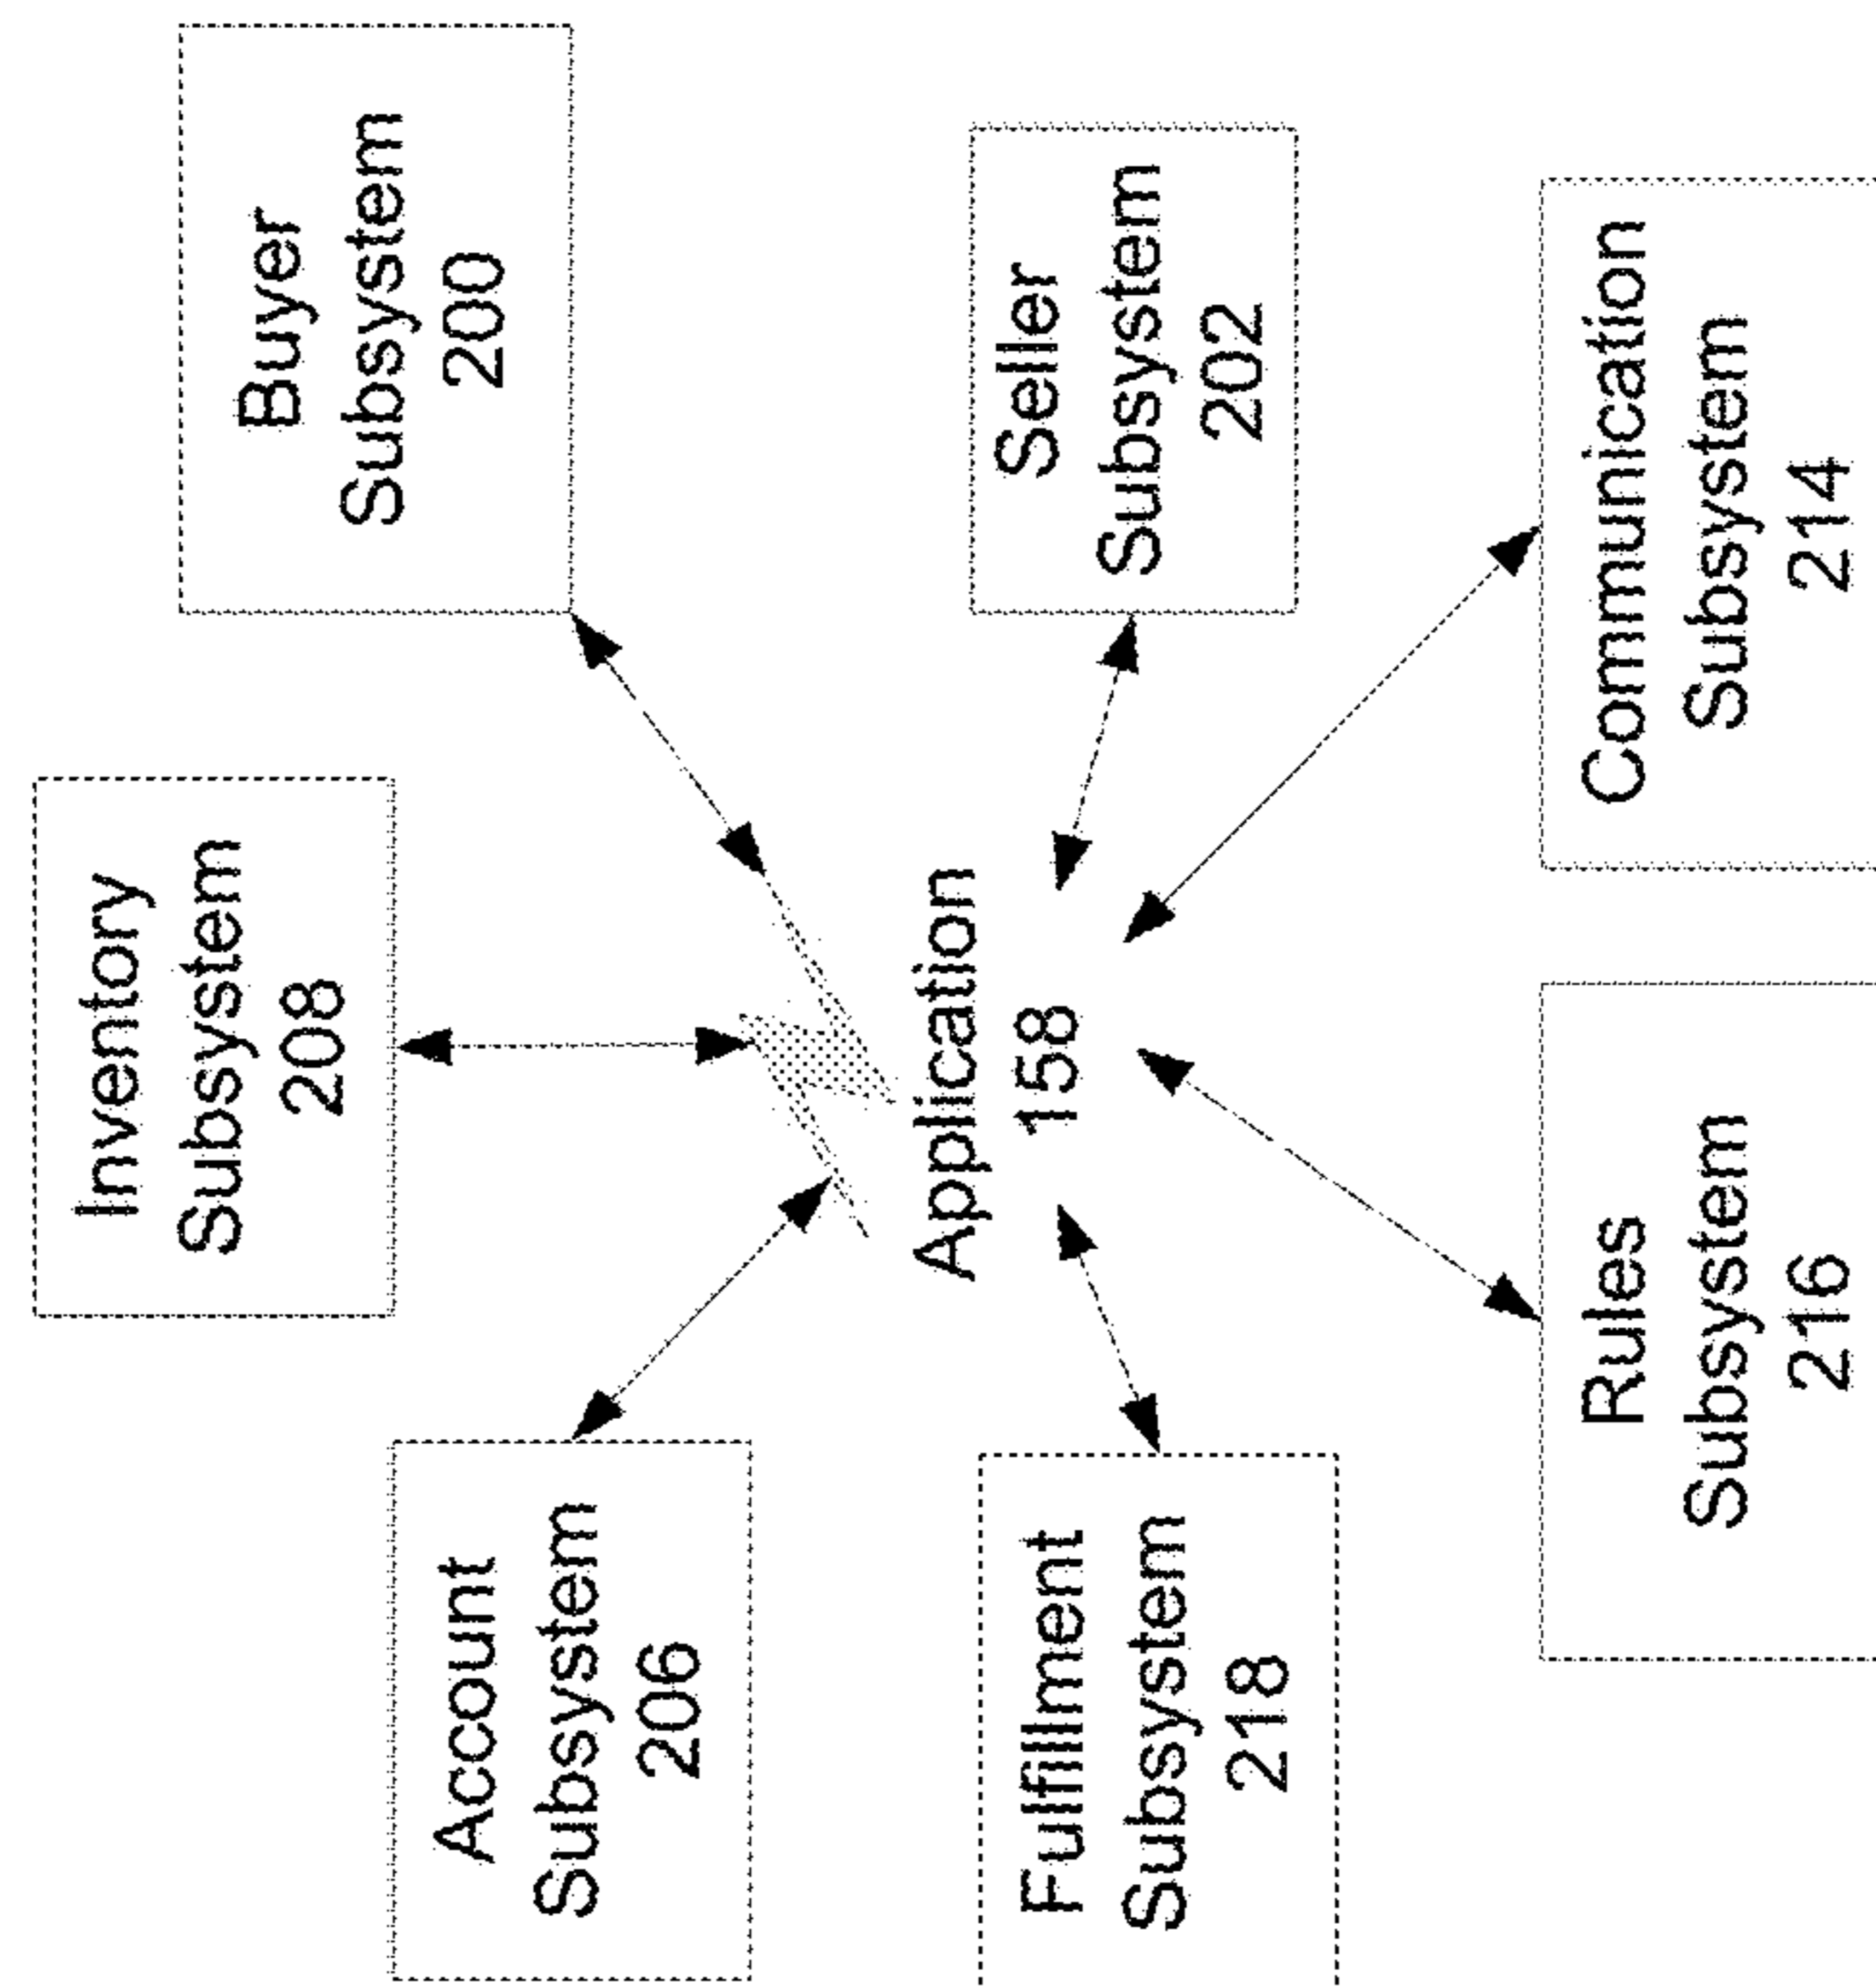 Inventory
Subsystem
208
Buyer
Subsystem
200
Account
Subsystem
206
Application
158
Seller
Subsystem
202
Fulfillment
Subsystem
218
Rules
Subsystem
216
Communication
Subsystem
214